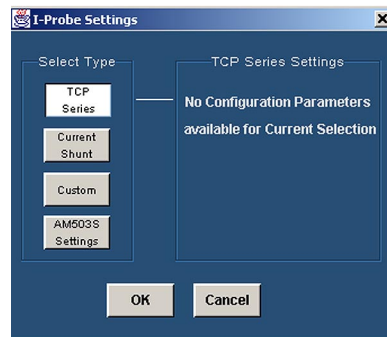 I-Probe Settings
Select Type
TCP
Series
Current
Shunt
Custom
AM503S
Settings
TCP Series Settings
No Configuration Parameters
available for Current Selection
OK
Cancel